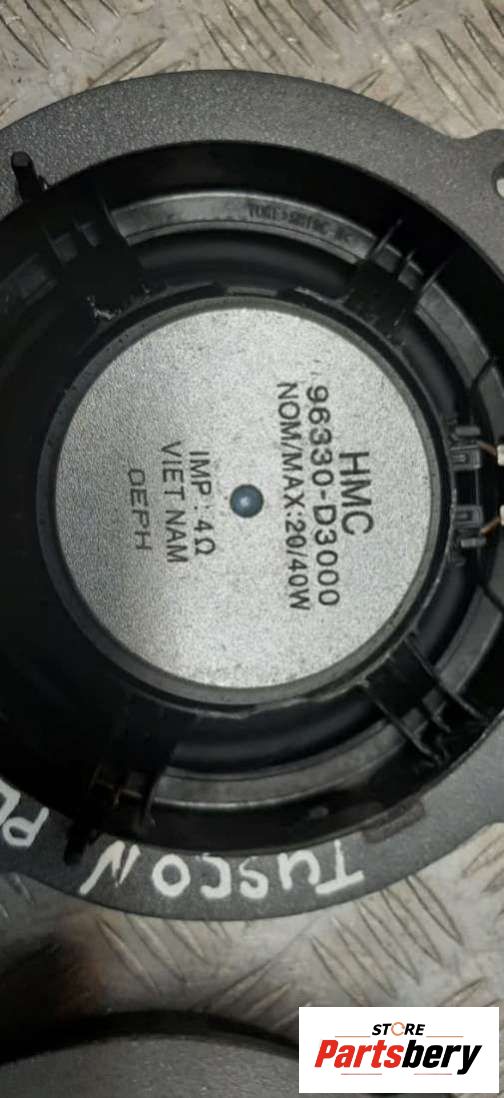 HMC
96330-D3000
NOM/MAX:20/40W
IMP : 4Ω
VIET NAM
DEPH
TUSCON
STORE
Partsbery